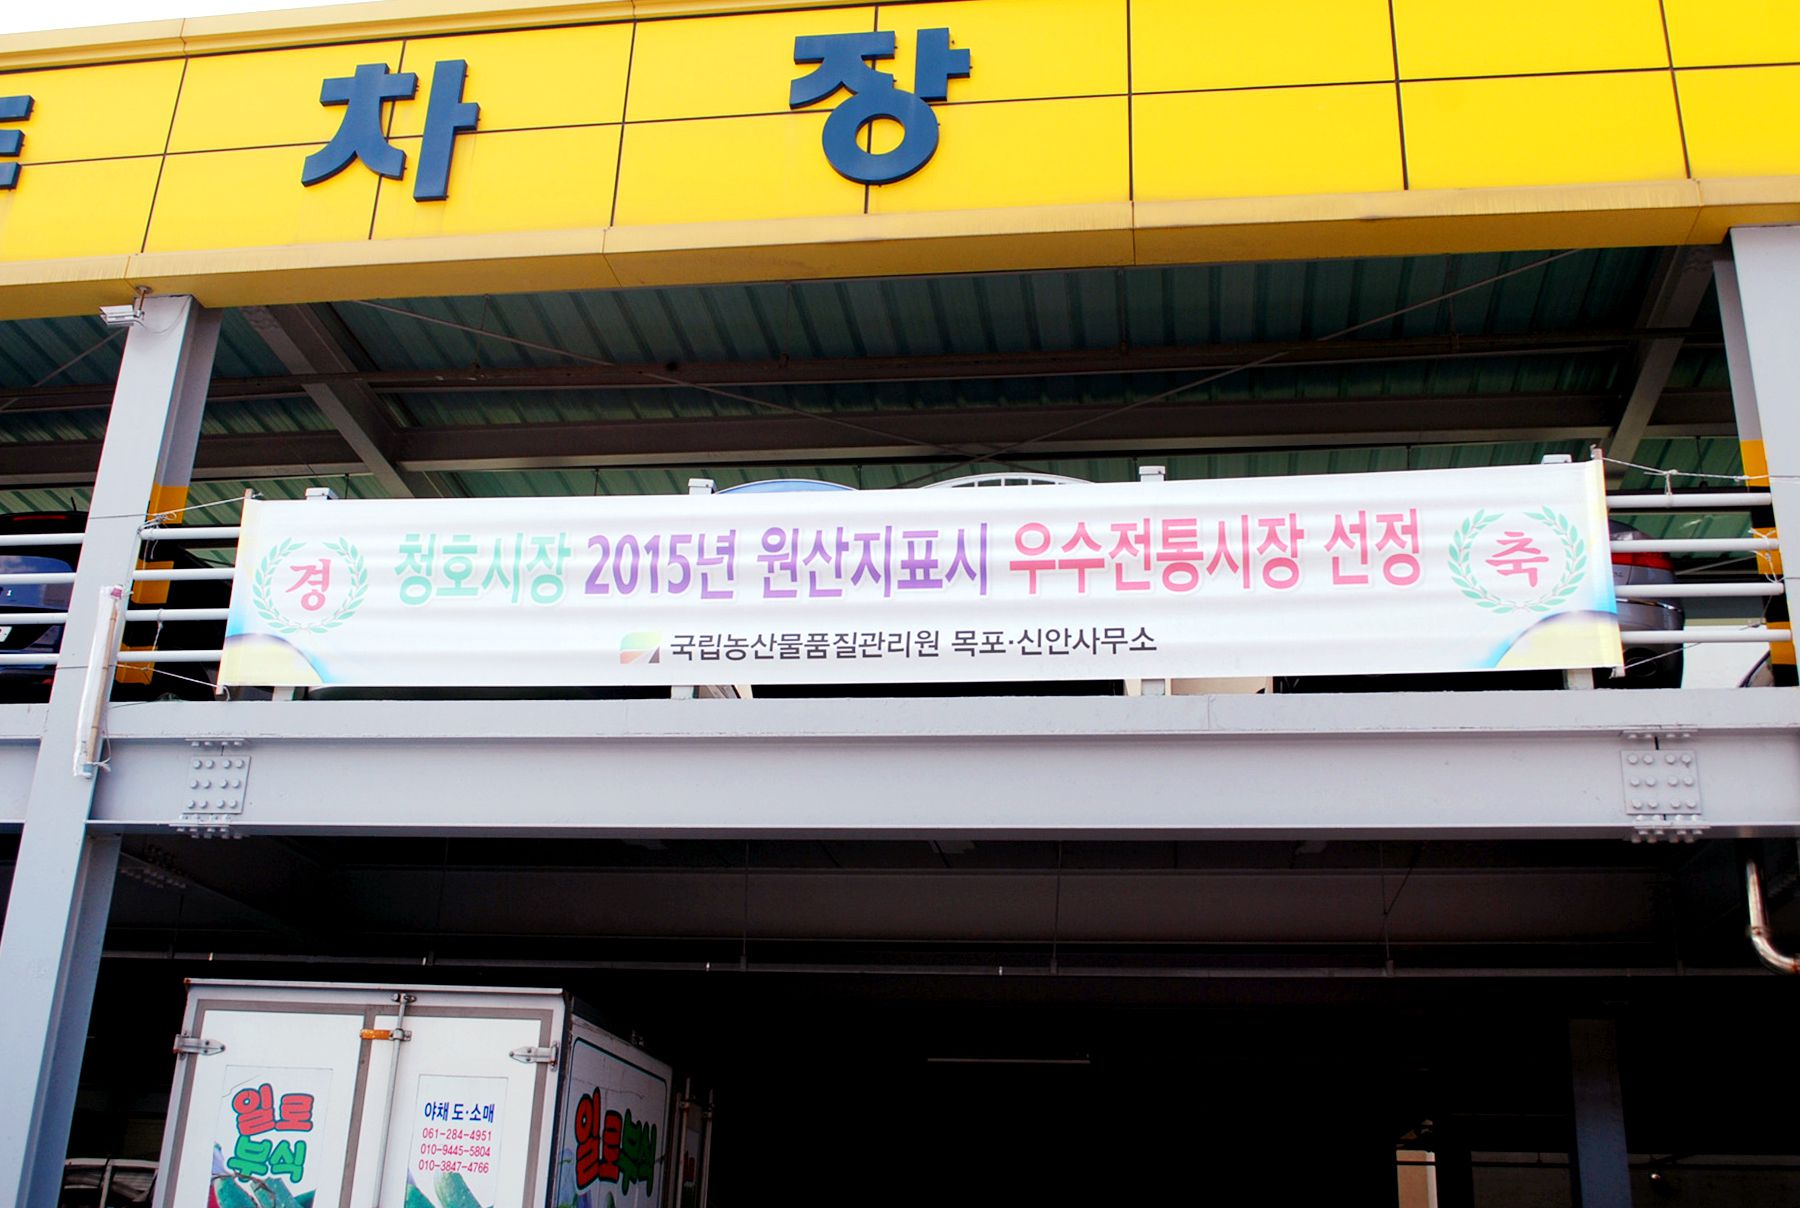 차장
경 청호시장 2015년 원산지표시 우수전통시장 선정 축
국립농산물품질관리원 목포·신안사무소
일로
부식
야채 도·소매
061-284-4951
010-9445-5804
010-3847-4766
일로부식